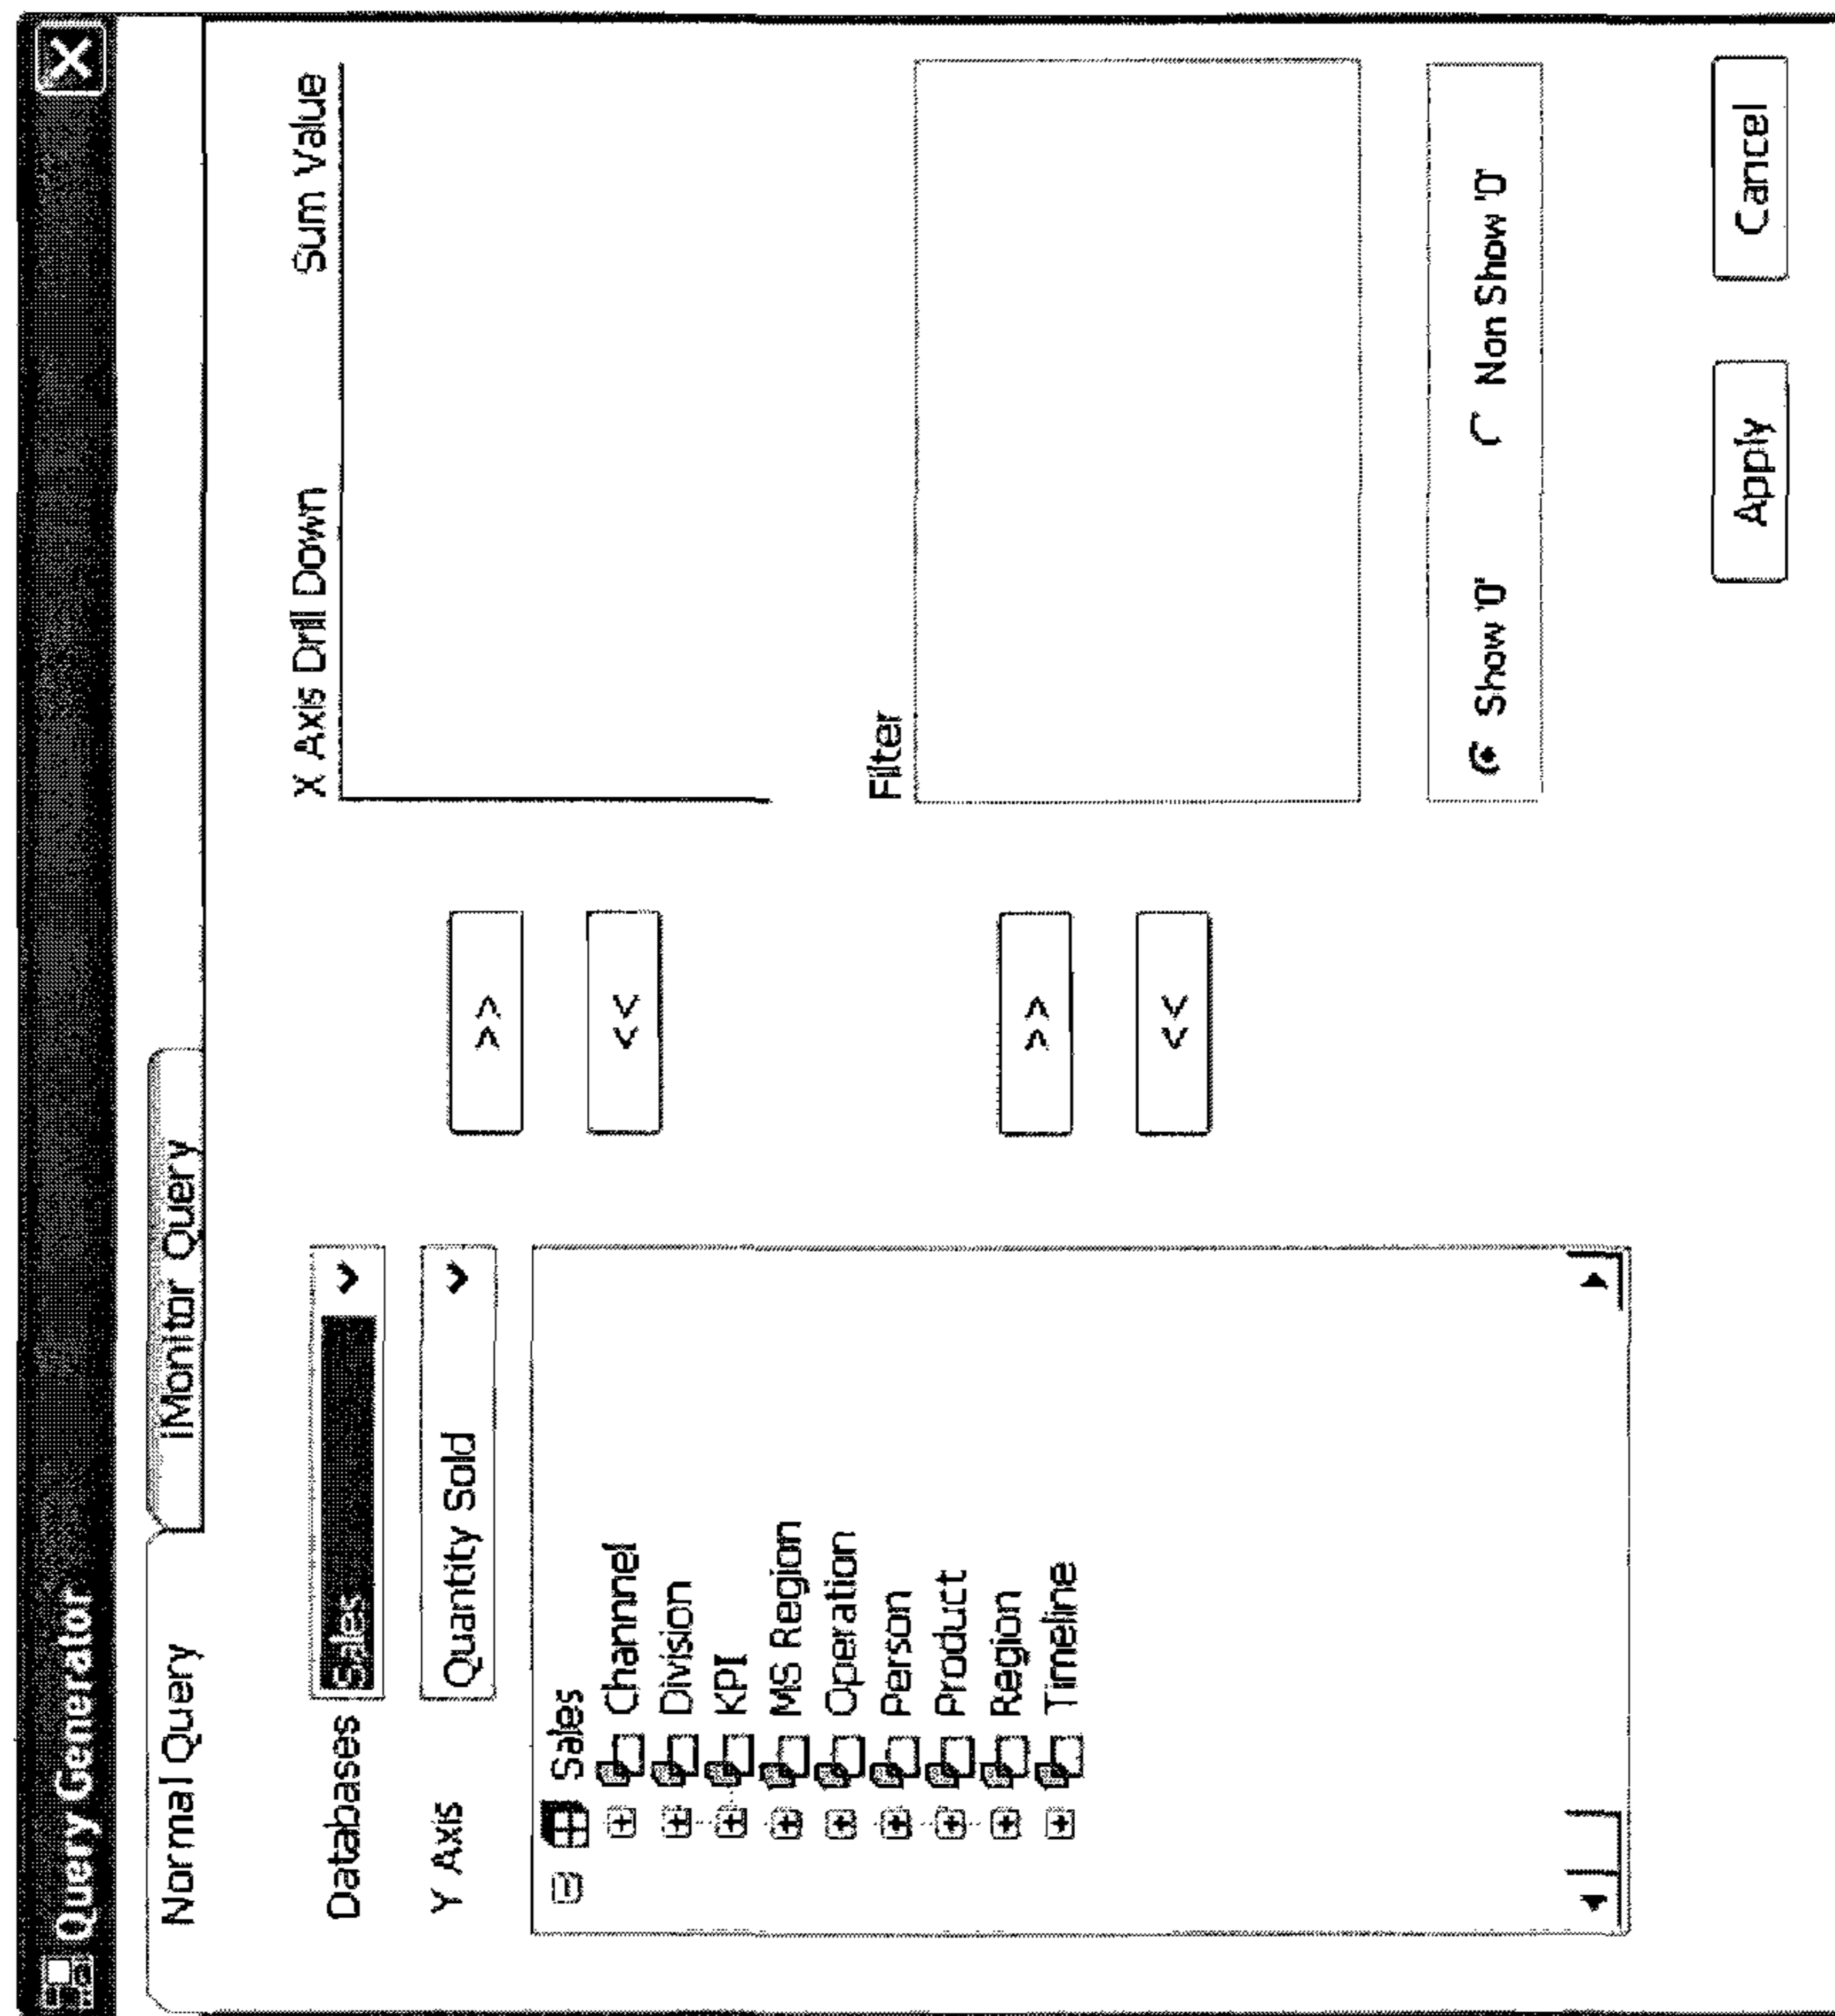 Query Generator
Normal Query
iMonitor Query
Databases
Sales
Y Axis
Quantity Sold
Sales
Channel
Division
KPI
MS Region
Operation
Person
Product
Region
Timeline
>>
<<
>>
<<
X Axis Drill Down
Sum Value
Filter
Show '0'
Non Show '0'
Apply
Cancel